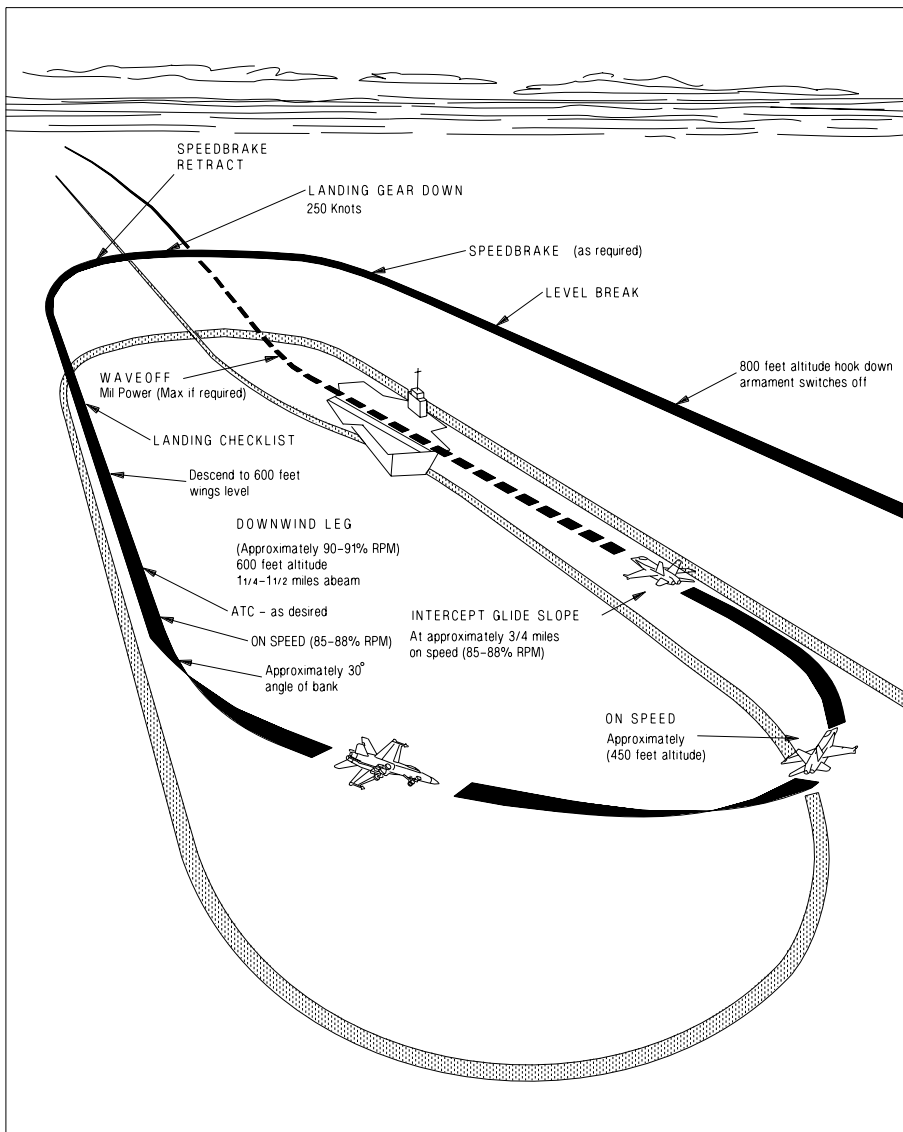 SPEEDBRAKE
RETRACT
LANDING GEAR DOWN
250 Knots
SPEEDBRAKE (as required)
LEVEL BREAK
800 feet altitude hook down
armament switches off
WAVEOFF
Mil Power (Max if required)
LANDING CHECKLIST
Descend to 600 feet
wings level
DOWNWIND LEG
(Approximately 90-91% RPM)
600 feet altitude
1 1/4-1 1/2 miles abeam
ATC - as desired
INTERCEPT GLIDE SLOPE
At approximately 3/4 miles
on speed (85-88% RPM)
ON SPEED (85-88% RPM)
Approximately 30°
angle of bank
ON SPEED
Approximately
(450 feet altitude)